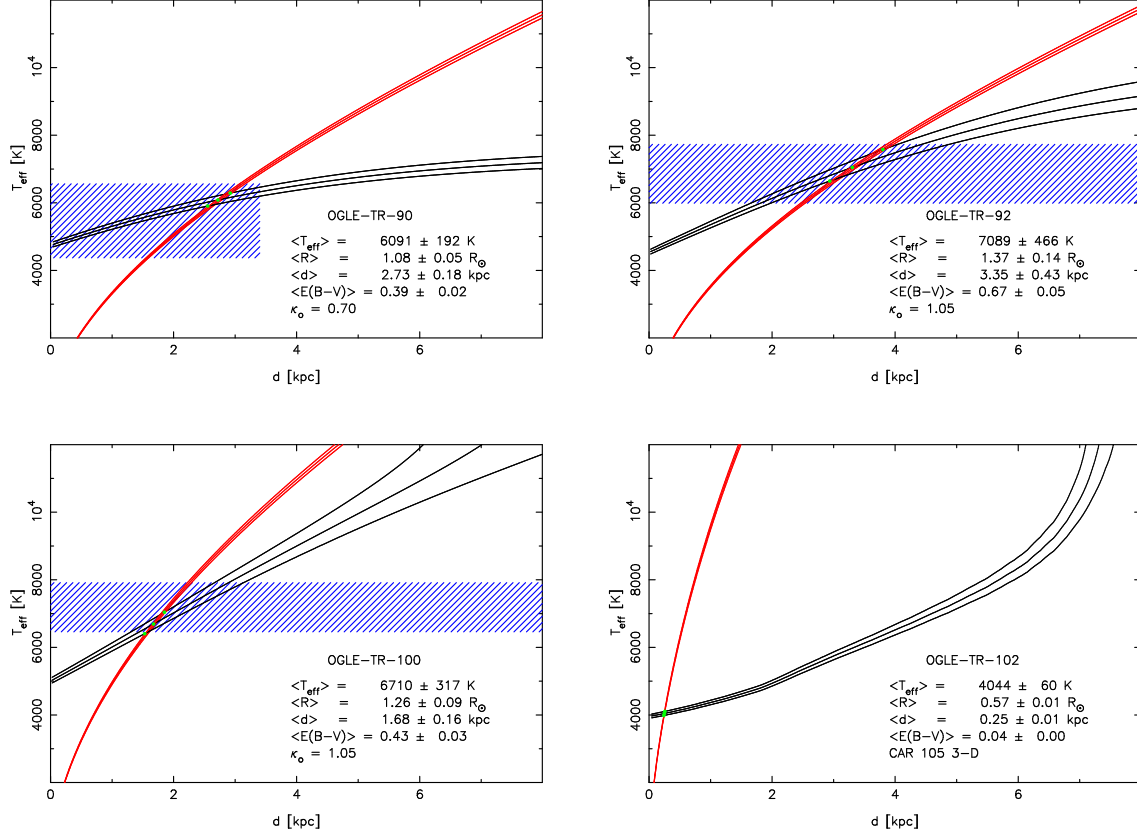 10⁴
8000
6000
4000
T_eff [K]
0
2
4
6
d [kpc]
OGLE-TR-90
<T_eff> = 6091 ± 192 K
<R> = 1.08 ± 0.05 R_⊙
<d> = 2.73 ± 0.18 kpc
<E(B-V)> = 0.39 ± 0.02
κ_o = 0.70
10⁴
8000
6000
4000
T_eff [K]
0
2
4
6
d [kpc]
OGLE-TR-92
<T_eff> = 7089 ± 466 K
<R> = 1.37 ± 0.14 R_⊙
<d> = 3.35 ± 0.43 kpc
<E(B-V)> = 0.67 ± 0.05
κ_o = 1.05
10⁴
8000
6000
4000
T_eff [K]
0
2
4
6
d [kpc]
OGLE-TR-100
<T_eff> = 6710 ± 317 K
<R> = 1.26 ± 0.09 R_⊙
<d> = 1.68 ± 0.16 kpc
<E(B-V)> = 0.43 ± 0.03
κ_o = 1.05
10⁴
8000
6000
4000
T_eff [K]
0
2
4
6
d [kpc]
OGLE-TR-102
<T_eff> = 4044 ± 60 K
<R> = 0.57 ± 0.01 R_⊙
<d> = 0.25 ± 0.01 kpc
<E(B-V)> = 0.04 ± 0.00
CAR 105 3-D